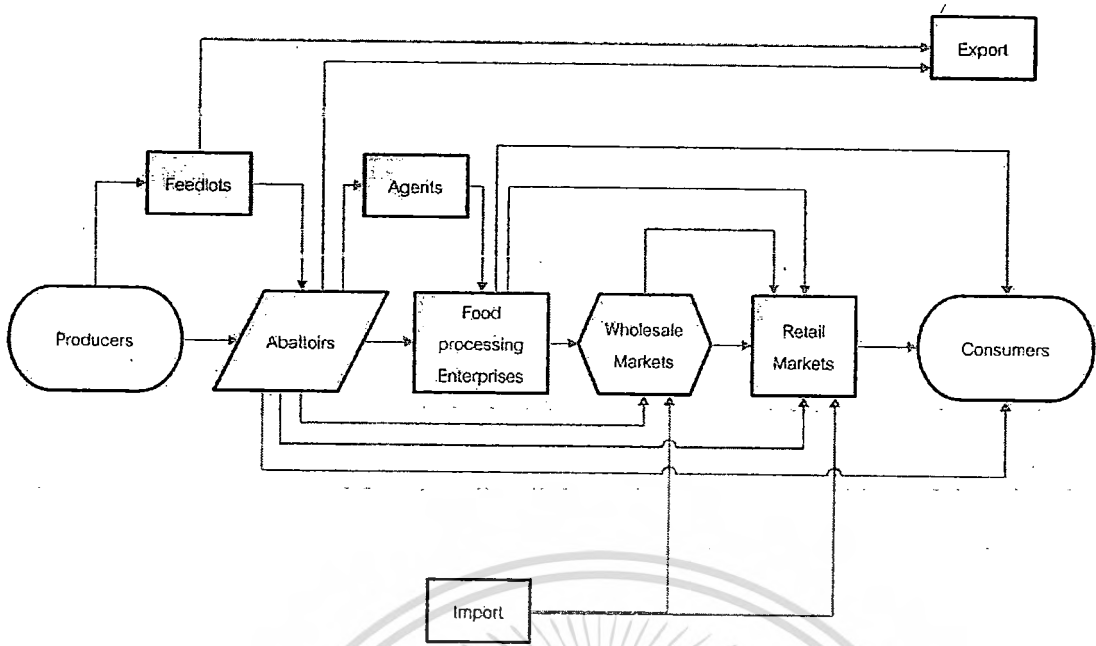 Export
Feedlots
Agents
Producers
Abattoirs
Food
processing
Enterprises
Wholesale
Markets
Retail
Markets
Consumers
Import